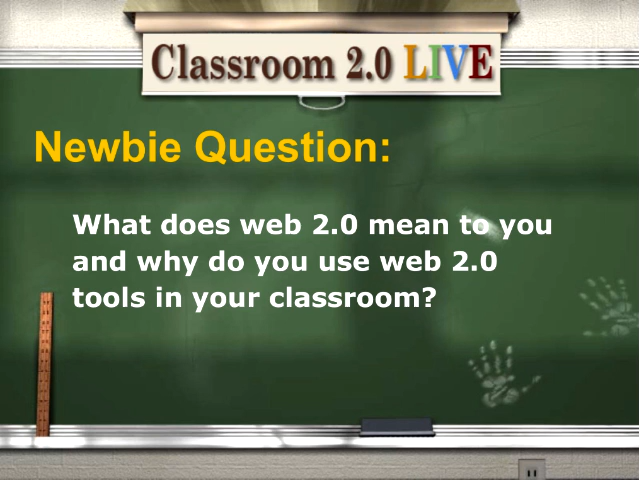 Classroom 2.0 LIVE
Newbie Question:
What does web 2.0 mean to you
and why do you use web 2.0
tools in your classroom?